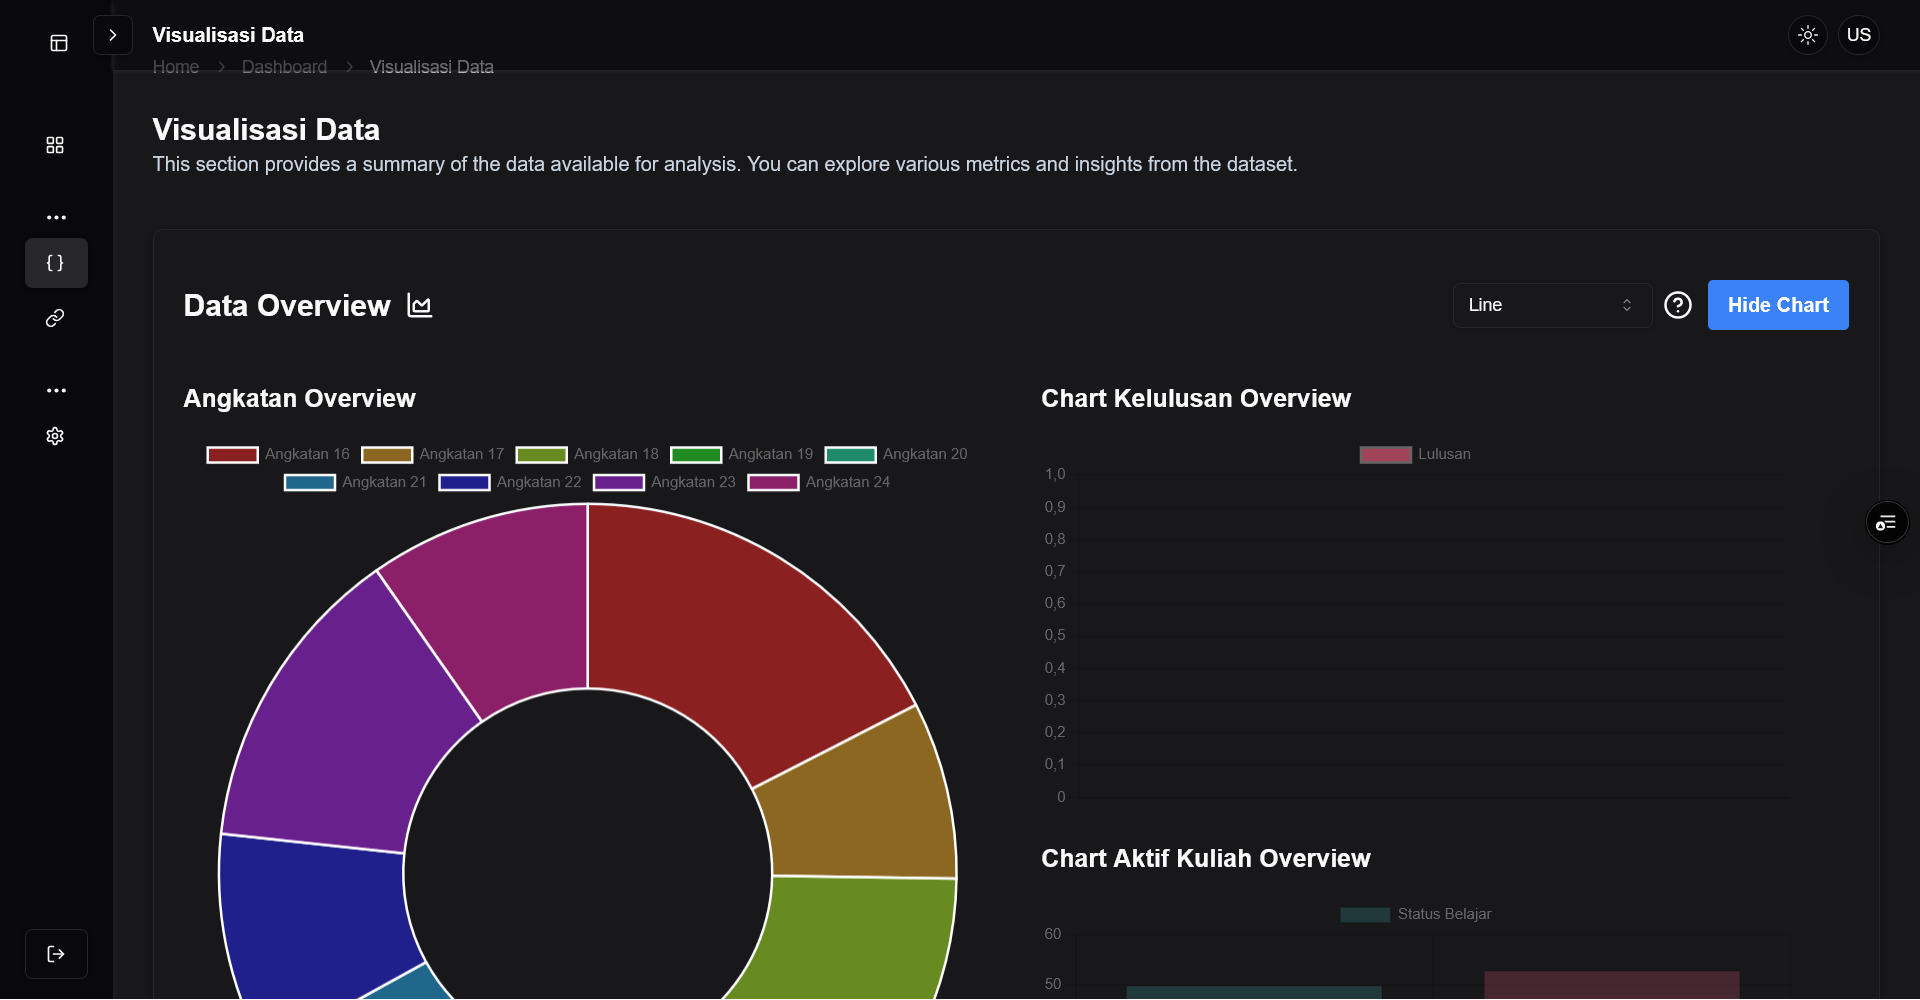 Visualisasi Data
US
Home > Dashboard > Visualisasi Data
Visualisasi Data
This section provides a summary of the data available for analysis. You can explore various metrics and insights from the dataset.
Data Overview
Line
Hide Chart
Angkatan Overview
Angkatan 16 Angkatan 17 Angkatan 18 Angkatan 19 Angkatan 20
Angkatan 21 Angkatan 22 Angkatan 23 Angkatan 24
Chart Kelulusan Overview
Lulusan
1,0
0,9
0,8
0,7
0,6
0,5
0,4
0,3
0,2
0,1
0
Chart Aktif Kuliah Overview
Status Belajar
60
50